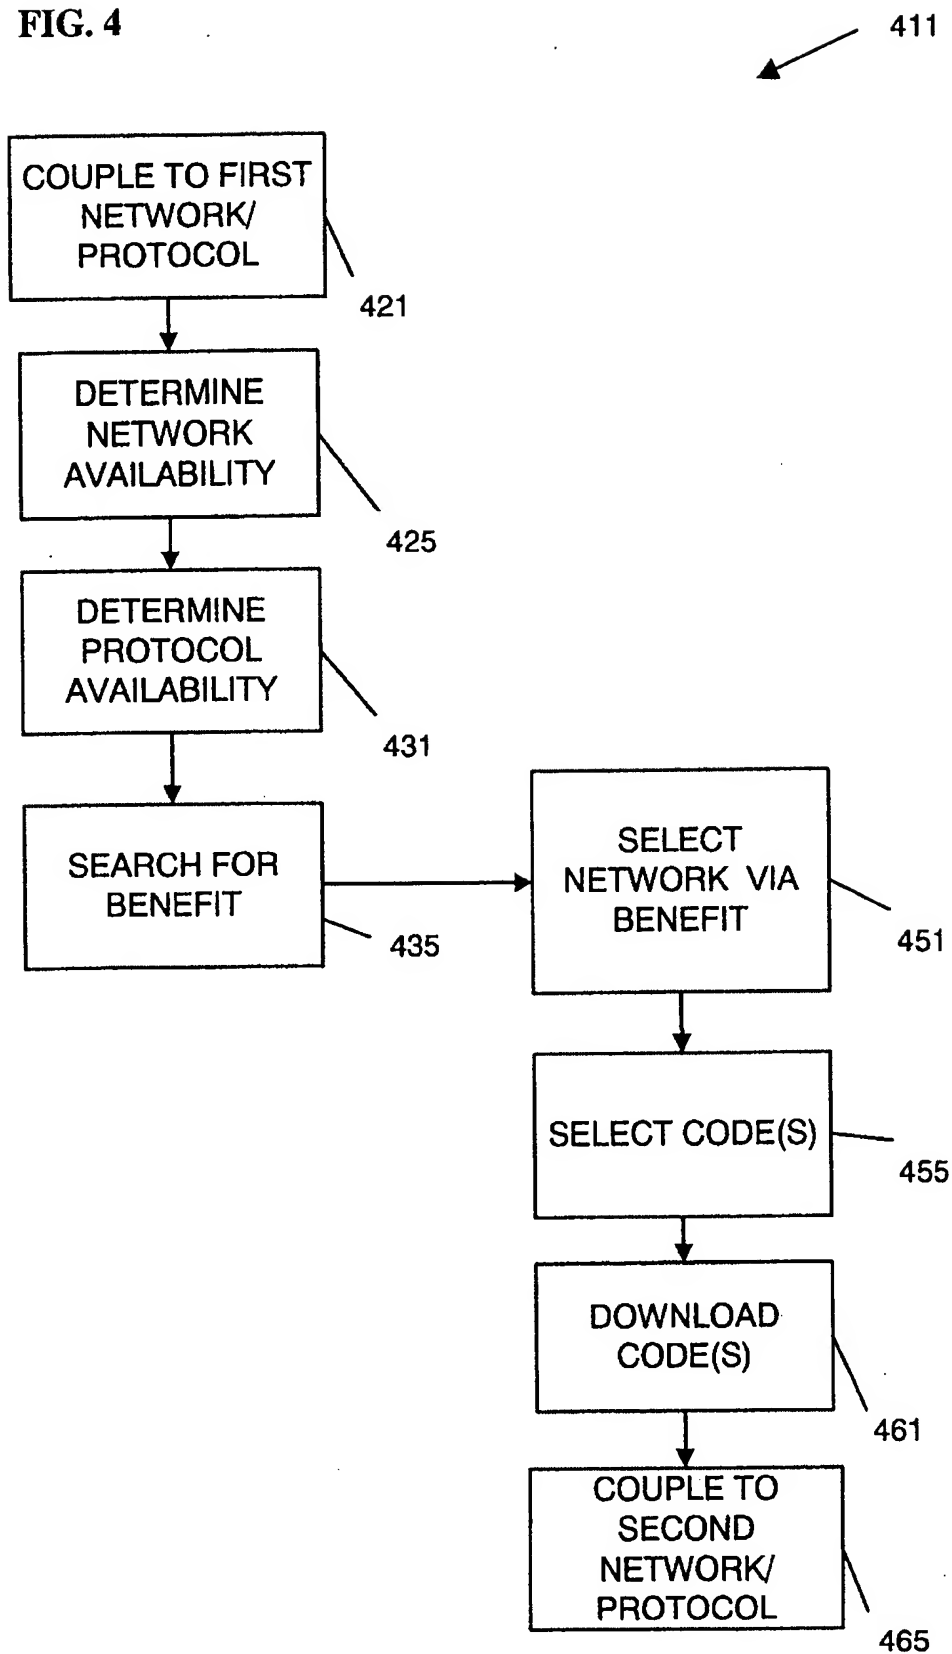 FIG. 4
411
COUPLE TO FIRST
NETWORK/
PROTOCOL
421
DETERMINE
NETWORK
AVAILABILITY
425
DETERMINE
PROTOCOL
AVAILABILITY
431
SEARCH FOR
BENEFIT
435
SELECT
NETWORK VIA
BENEFIT
451
SELECT CODE(S)
455
DOWNLOAD
CODE(S)
461
COUPLE TO
SECOND
NETWORK/
PROTOCOL
465